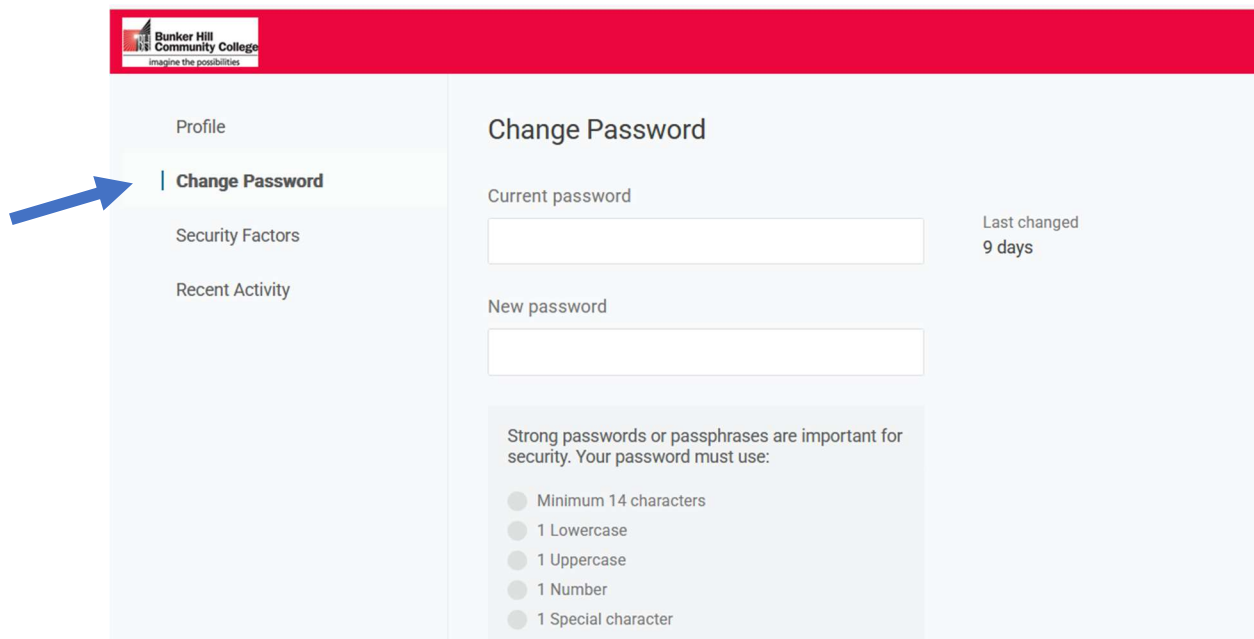 Bunker Hill
Community College
imagine the possibilities
Profile
Change Password
Security Factors
Recent Activity
Change Password
Current password
Last changed
9 days
New password
Strong passwords or passphrases are important for
security. Your password must use:
Minimum 14 characters
1 Lowercase
1 Uppercase
1 Number
1 Special character